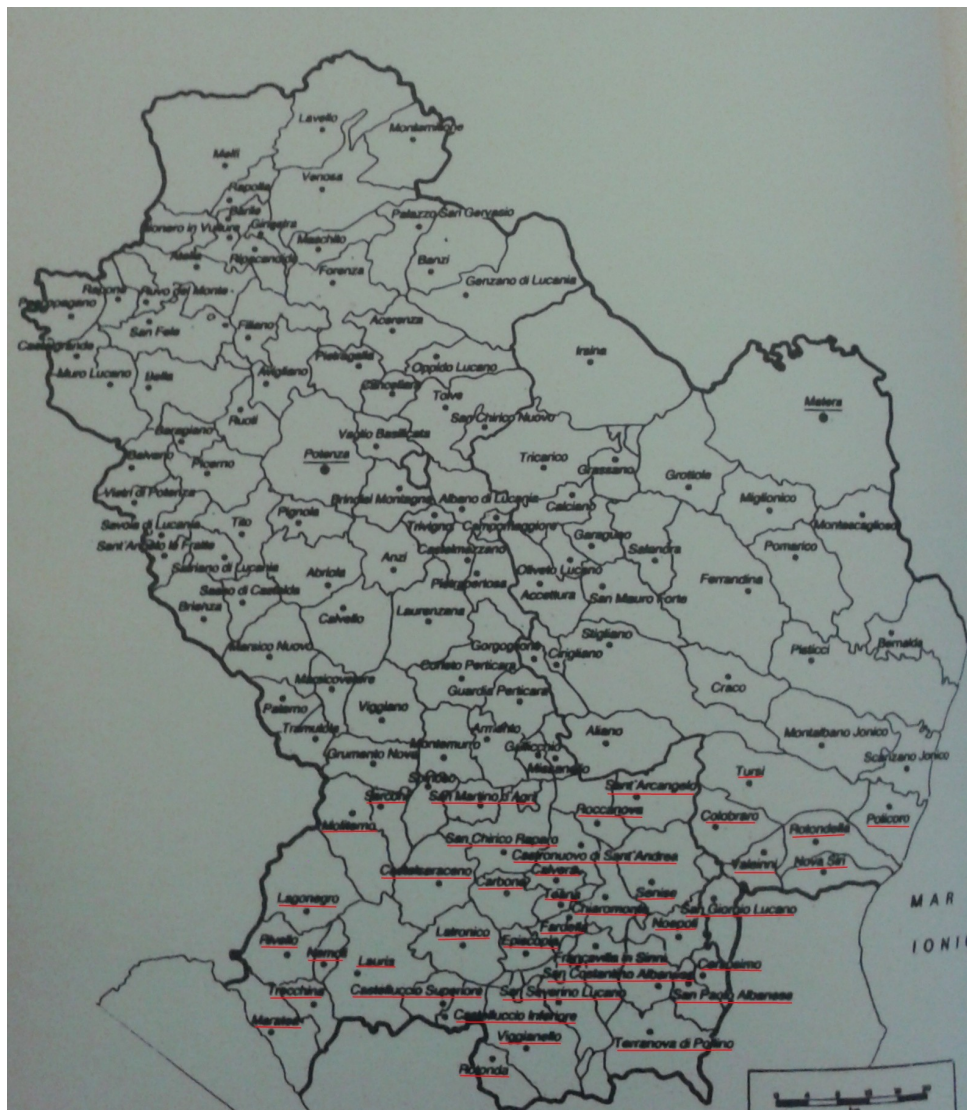 Lavello
Montemilone
Melfi
Venosa
Rapolla
Barile
Palazzo San Gervasio
Rionero in Vulture
Ginestra
Maschito
Atella
Ripacandida
Banzi
Forenza
Genzano di Lucania
Rapone
Ruvo del Monte
Pescopagano
San Fele
Filiano
Acerenza
Castelgrande
Pietragalla
Irsina
Oppido Lucano
Muro Lucano
Bella
Avigliano
Cancellara
Tolve
Matera
Ruoti
San Chirico Nuovo
Baragiano
Vaglio Basilicata
Balvano
Picerno
Potenza
Tricarico
Grassano
Grottole
Vietri di Potenza
Brindisi Montagna
Albano di Lucania
Miglionico
Calciano
Pignola
Savoia di Lucania
Tito
Trivigno
Campomaggiore
Montescaglioso
Garaguso
Sant'Angelo le Fratte
Castelmezzano
Salandra
Pomarico
Anzi
Satriano di Lucania
Abriola
Oliveto Lucano
Pietrapertosa
Ferrandina
Sasso di Castalda
Accettura
San Mauro Forte
Brienza
Calvello
Laurenzana
Stigliano
Marsico Nuovo
Gorgoglione
Cirigliano
Bernalda
Pisticci
Corleto Perticara
Marsicovetere
Guardia Perticara
Craco
Paterno
Viggiano
Tramutola
Armento
Aliano
Montalbano Jonico
Montemurro
Gallicchio
Grumento Nova
Missanello
Scanzano Jonico
Spinoso
Tursi
Sarconi
San Martino d'Agri
Sant'Arcangelo
Moliterno
Roccanova
Colobraro
Policoro
Rotondella
San Chirico Raparo
Castronuovo di Sant'Andrea
Valsinni
Nova Siri
Castelsaraceno
Calvera
Carbone
Teana
Senise
Lagonegro
Chiaromonte
San Giorgio Lucano
MAR
Fardella
Noepoli
Rivello
Latronico
Episcopia
IONIO
Nemoli
Lauria
Francavilla in Sinni
Cersosimo
San Costantino Albanese
Trecchina
Castelluccio Superiore
San Severino Lucano
San Paolo Albanese
Maratea
Castelluccio Inferiore
Viggianello
Terranova di Pollino
Rotonda